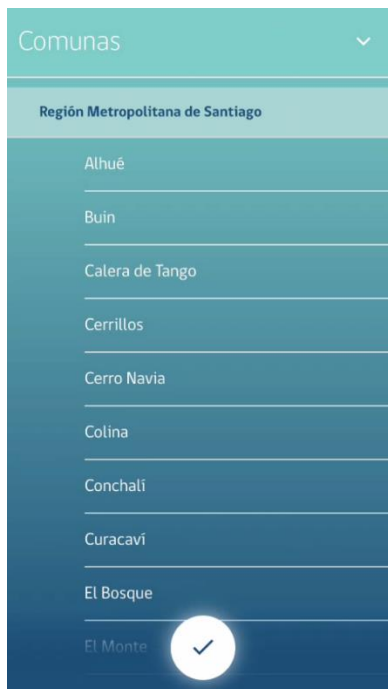 Comunas
Región Metropolitana de Santiago
Alhué
Buin
Calera de Tango
Cerrillos
Cerro Navia
Colina
Conchalí
Curacaví
El Bosque
El Monte